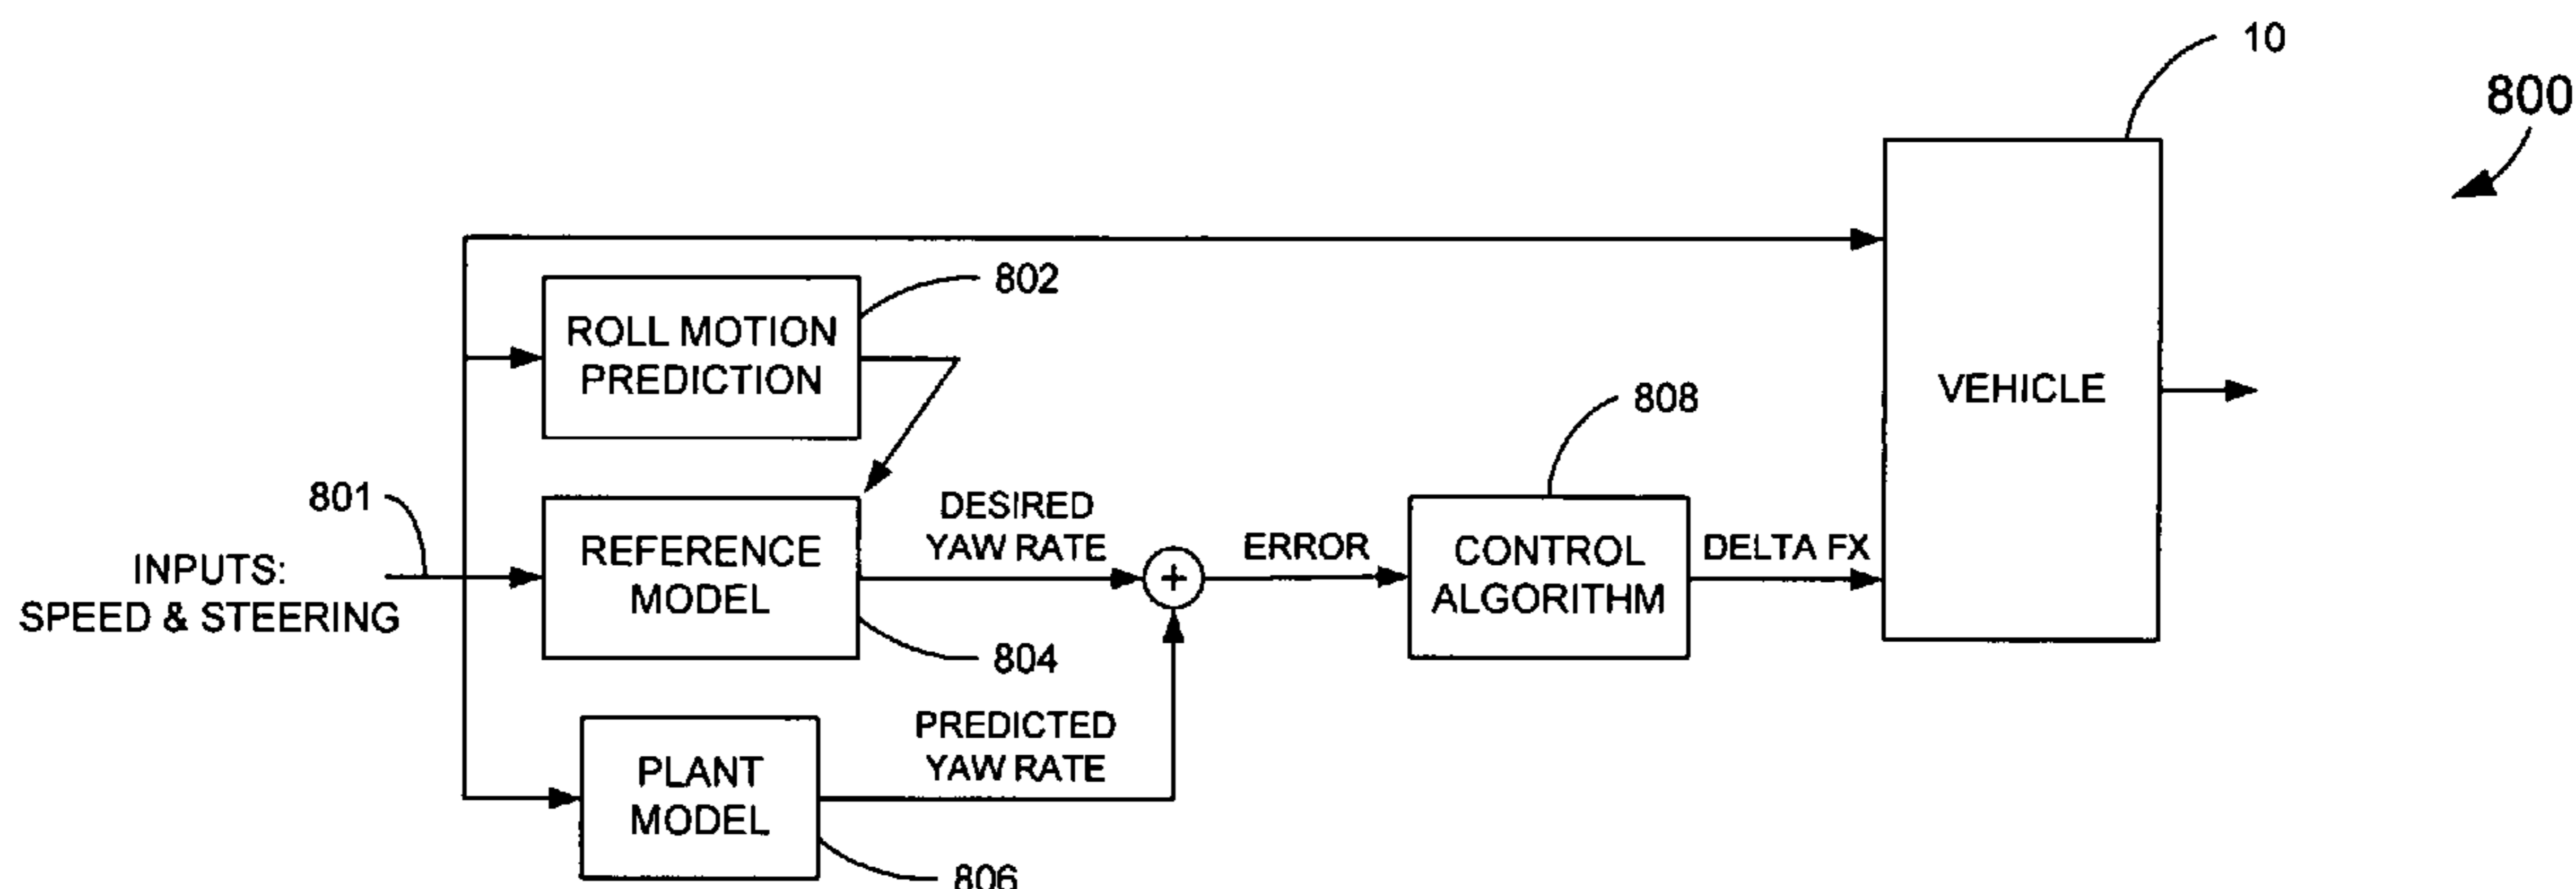 10
800
802
ROLL MOTION
PREDICTION
808
VEHICLE
801
DESIRED
YAW RATE
INPUTS:
SPEED & STEERING
REFERENCE
MODEL
+
ERROR
CONTROL
ALGORITHM
DELTA FX
804
PREDICTED
YAW RATE
PLANT
MODEL
806